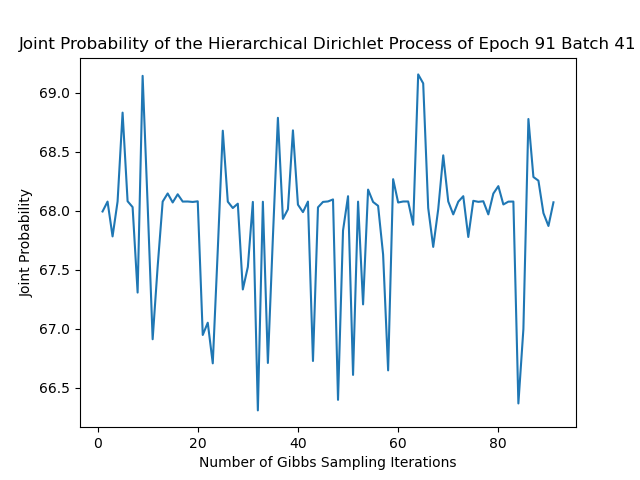 Joint Probability of the Hierarchical Dirichlet Process of Epoch 91 Batch 41
69.0
68.5
68.0
67.5
67.0
66.5
Joint Probability
0 20 40 60 80
Number of Gibbs Sampling Iterations